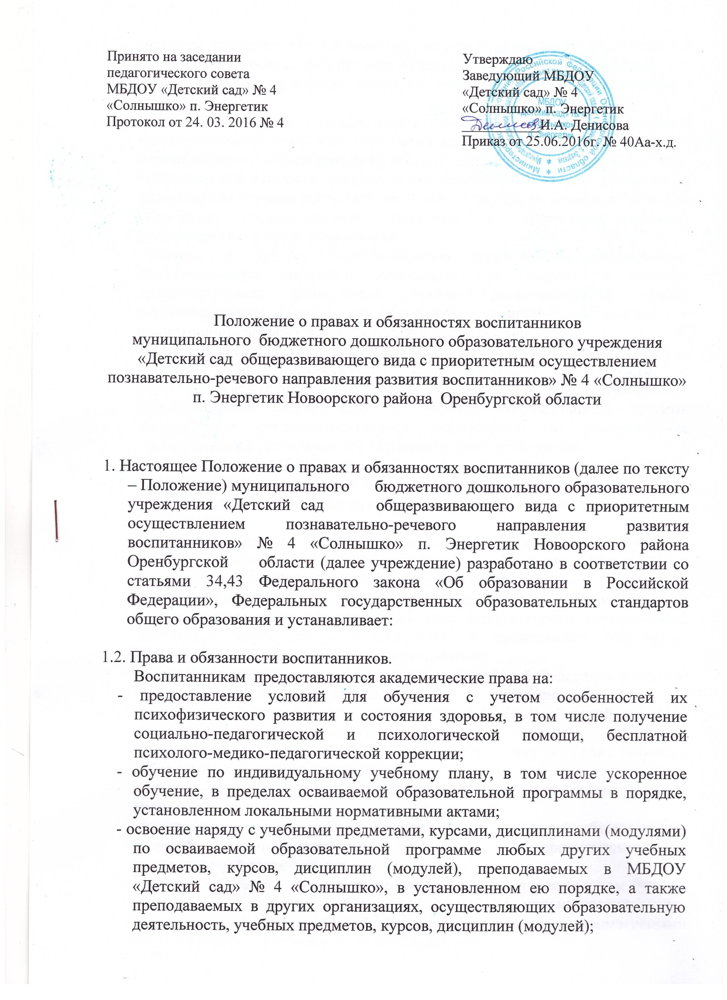 Принято на заседании
педагогического совета
МБДОУ «Детский сад» № 4
«Солнышко» п. Энергетик
Протокол от 24. 03. 2016 № 4
Утверждаю
Заведующий МБДОУ
«Детский сад» № 4
«Солнышко» п. Энергетик
И.А. Денисова
Приказ от 25.06.2016г. № 40Аа-х.д.
МБДОУ
«Детский сад» № 4
«Солнышко»
п. Энергетик
Положение о правах и обязанностях воспитанников
муниципального бюджетного дошкольного образовательного учреждения
«Детский сад общеразвивающего вида с приоритетным осуществлением
познавательно-речевого направления развития воспитанников» № 4 «Солнышко»
п. Энергетик Новоорского района Оренбургской области
1. Настоящее Положение о правах и обязанностях воспитанников (далее по тексту
– Положение) муниципального бюджетного дошкольного образовательного
учреждения «Детский сад общеразвивающего вида с приоритетным
осуществлением познавательно-речевого направления развития
воспитанников» № 4 «Солнышко» п. Энергетик Новоорского района
Оренбургской области (далее учреждение) разработано в соответствии со
статьями 34,43 Федерального закона «Об образовании в Российской
Федерации», Федеральных государственных образовательных стандартов
общего образования и устанавливает:
1.2. Права и обязанности воспитанников.
Воспитанникам предоставляются академические права на:
- предоставление условий для обучения с учетом особенностей их
психофизического развития и состояния здоровья, в том числе получение
социально-педагогической и психологической помощи, бесплатной
психолого-медико-педагогической коррекции;
- обучение по индивидуальному учебному плану, в том числе ускоренное
обучение, в пределах осваиваемой образовательной программы в порядке,
установленном локальными нормативными актами;
- освоение наряду с учебными предметами, курсами, дисциплинами (модулями)
по осваиваемой образовательной программе любых других учебных
предметов, курсов, дисциплин (модулей), преподаваемых в МБДОУ
«Детский сад» № 4 «Солнышко», в установленном ею порядке, а также
преподаваемых в других организациях, осуществляющих образовательную
деятельность, учебных предметов, курсов, дисциплин (модулей);